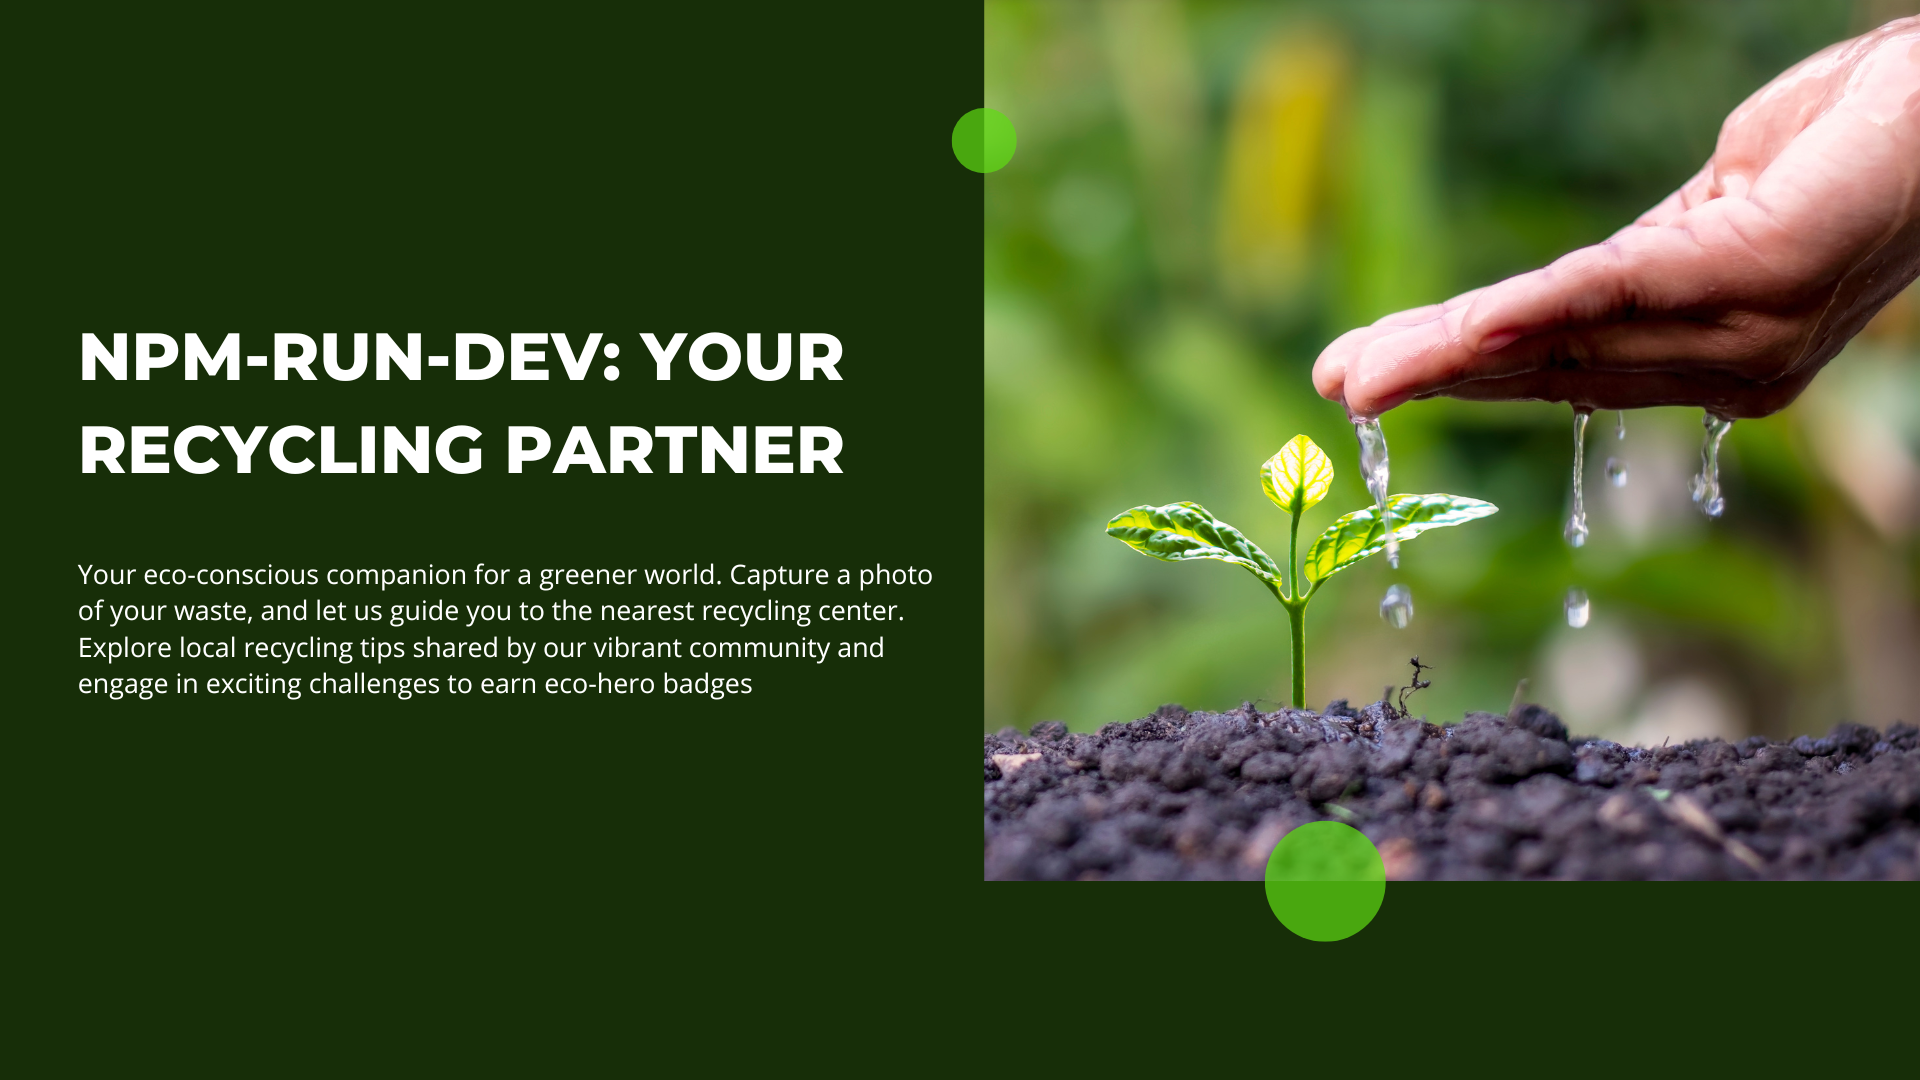 NPM-RUN-DEV: YOUR
RECYCLING PARTNER
Your eco-conscious companion for a greener world. Capture a photo
of your waste, and let us guide you to the nearest recycling center.
Explore local recycling tips shared by our vibrant community and
engage in exciting challenges to earn eco-hero badges